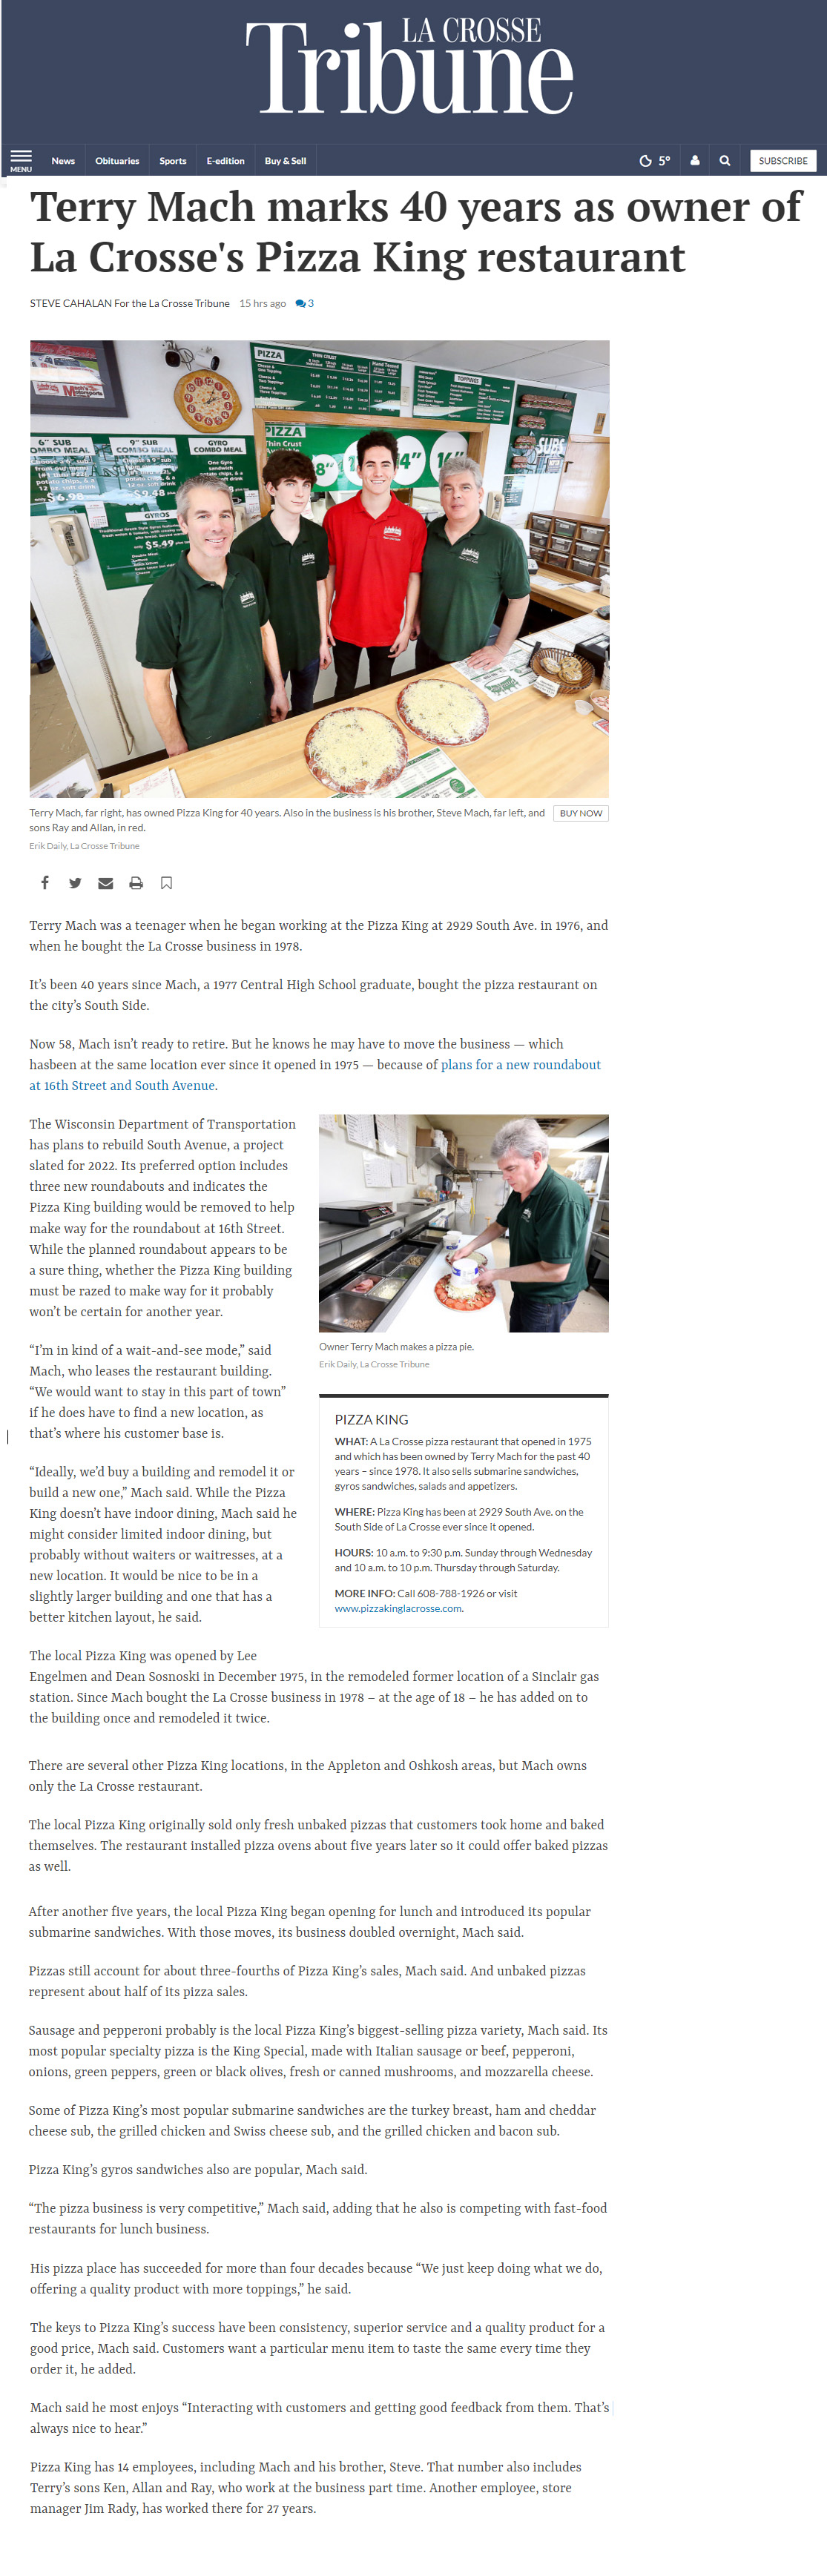 LA CROSSE
Tribune
MENU
News
Obituaries
Sports
E-edition
Buy & Sell
5°
SUBSCRIBE
Terry Mach marks 40 years as owner of
La Crosse's Pizza King restaurant
STEVE CAHALAN For the La Crosse Tribune 15 hrs ago 3
PIZZA
THIN CRUST
TOPPINGS
6" SUB
COMBO MEAL
9" SUB
COMBO MEAL
GYRO
COMBO MEAL
$6.98
$9.48
GYROS
$5.49
PIZZA
Thin Crust
8"
4"
16"
SUBS
Terry Mach, far right, has owned Pizza King for 40 years. Also in the business is his brother, Steve Mach, far left, and
sons Ray and Allan, in red.
BUY NOW
Erik Daily, La Crosse Tribune
Terry Mach was a teenager when he began working at the Pizza King at 2929 South Ave. in 1976, and
when he bought the La Crosse business in 1978.
It’s been 40 years since Mach, a 1977 Central High School graduate, bought the pizza restaurant on
the city’s South Side.
Now 58, Mach isn’t ready to retire. But he knows he may have to move the business — which
hasbeen at the same location ever since it opened in 1975 — because of plans for a new roundabout
at 16th Street and South Avenue.
The Wisconsin Department of Transportation
has plans to rebuild South Avenue, a project
slated for 2022. Its preferred option includes
three new roundabouts and indicates the
Pizza King building would be removed to help
make way for the roundabout at 16th Street.
While the planned roundabout appears to be
a sure thing, whether the Pizza King building
must be razed to make way for it probably
won’t be certain for another year.
“I’m in kind of a wait-and-see mode,” said
Mach, who leases the restaurant building.
“We would want to stay in this part of town”
if he does have to find a new location, as
that’s where his customer base is.
“Ideally, we’d buy a building and remodel it or
build a new one,” Mach said. While the Pizza
King doesn’t have indoor dining, Mach said he
might consider limited indoor dining, but
probably without waiters or waitresses, at a
new location. It would be nice to be in a
slightly larger building and one that has a
better kitchen layout, he said.
Owner Terry Mach makes a pizza pie.
Erik Daily, La Crosse Tribune
PIZZA KING
WHAT: A La Crosse pizza restaurant that opened in 1975
and which has been owned by Terry Mach for the past 40
years – since 1978. It also sells submarine sandwiches,
gyros sandwiches, salads and appetizers.
WHERE: Pizza King has been at 2929 South Ave. on the
South Side of La Crosse ever since it opened.
HOURS: 10 a.m. to 9:30 p.m. Sunday through Wednesday
and 10 a.m. to 10 p.m. Thursday through Saturday.
MORE INFO: Call 608-788-1926 or visit
www.pizzakinglacrosse.com.
The local Pizza King was opened by Lee
Engelmen and Dean Sosnoski in December 1975, in the remodeled former location of a Sinclair gas
station. Since Mach bought the La Crosse business in 1978 – at the age of 18 – he has added on to
the building once and remodeled it twice.
There are several other Pizza King locations, in the Appleton and Oshkosh areas, but Mach owns
only the La Crosse restaurant.
The local Pizza King originally sold only fresh unbaked pizzas that customers took home and baked
themselves. The restaurant installed pizza ovens about five years later so it could offer baked pizzas
as well.
After another five years, the local Pizza King began opening for lunch and introduced its popular
submarine sandwiches. With those moves, its business doubled overnight, Mach said.
Pizzas still account for about three-fourths of Pizza King’s sales, Mach said. And unbaked pizzas
represent about half of its pizza sales.
Sausage and pepperoni probably is the local Pizza King’s biggest-selling pizza variety, Mach said. Its
most popular specialty pizza is the King Special, made with Italian sausage or beef, pepperoni,
onions, green peppers, green or black olives, fresh or canned mushrooms, and mozzarella cheese.
Some of Pizza King’s most popular submarine sandwiches are the turkey breast, ham and cheddar
cheese sub, the grilled chicken and Swiss cheese sub, and the grilled chicken and bacon sub.
Pizza King’s gyros sandwiches also are popular, Mach said.
“The pizza business is very competitive,” Mach said, adding that he also is competing with fast-food
restaurants for lunch business.
His pizza place has succeeded for more than four decades because “We just keep doing what we do,
offering a quality product with more toppings,” he said.
The keys to Pizza King’s success have been consistency, superior service and a quality product for a
good price, Mach said. Customers want a particular menu item to taste the same every time they
order it, he added.
Mach said he most enjoys “Interacting with customers and getting good feedback from them. That’s
always nice to hear.”
Pizza King has 14 employees, including Mach and his brother, Steve. That number also includes
Terry’s sons Ken, Allan and Ray, who work at the business part time. Another employee, store
manager Jim Rady, has worked there for 27 years.